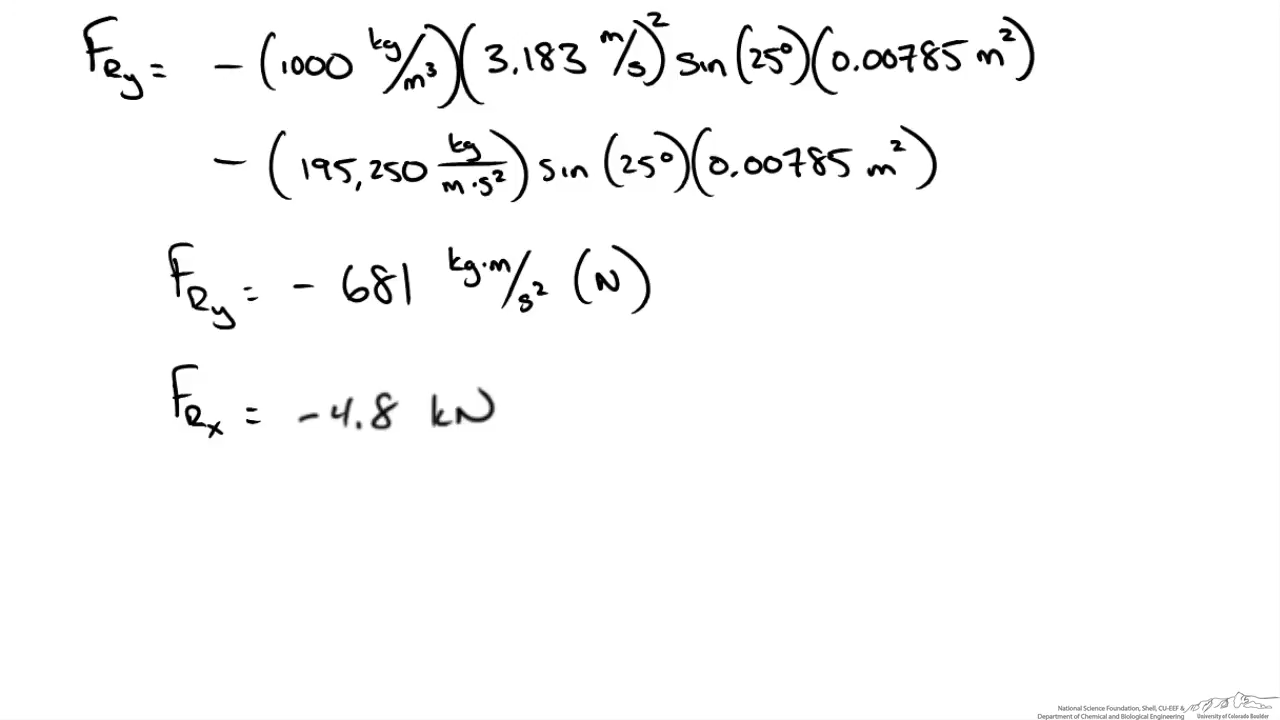 F_Ry = - (1000 kg/m³)(3.183 m/s)² sin(25°)(0.00785 m²)
- (195,250 kg/m·s²) sin(25°)(0.00785 m²)
F_Ry = - 681 kg·m/s² (N)
F_Rx = -4.8 kN
National Science Foundation, Shell, CU-EEF &
Department of Chemical and Biological Engineering
University of Colorado Boulder